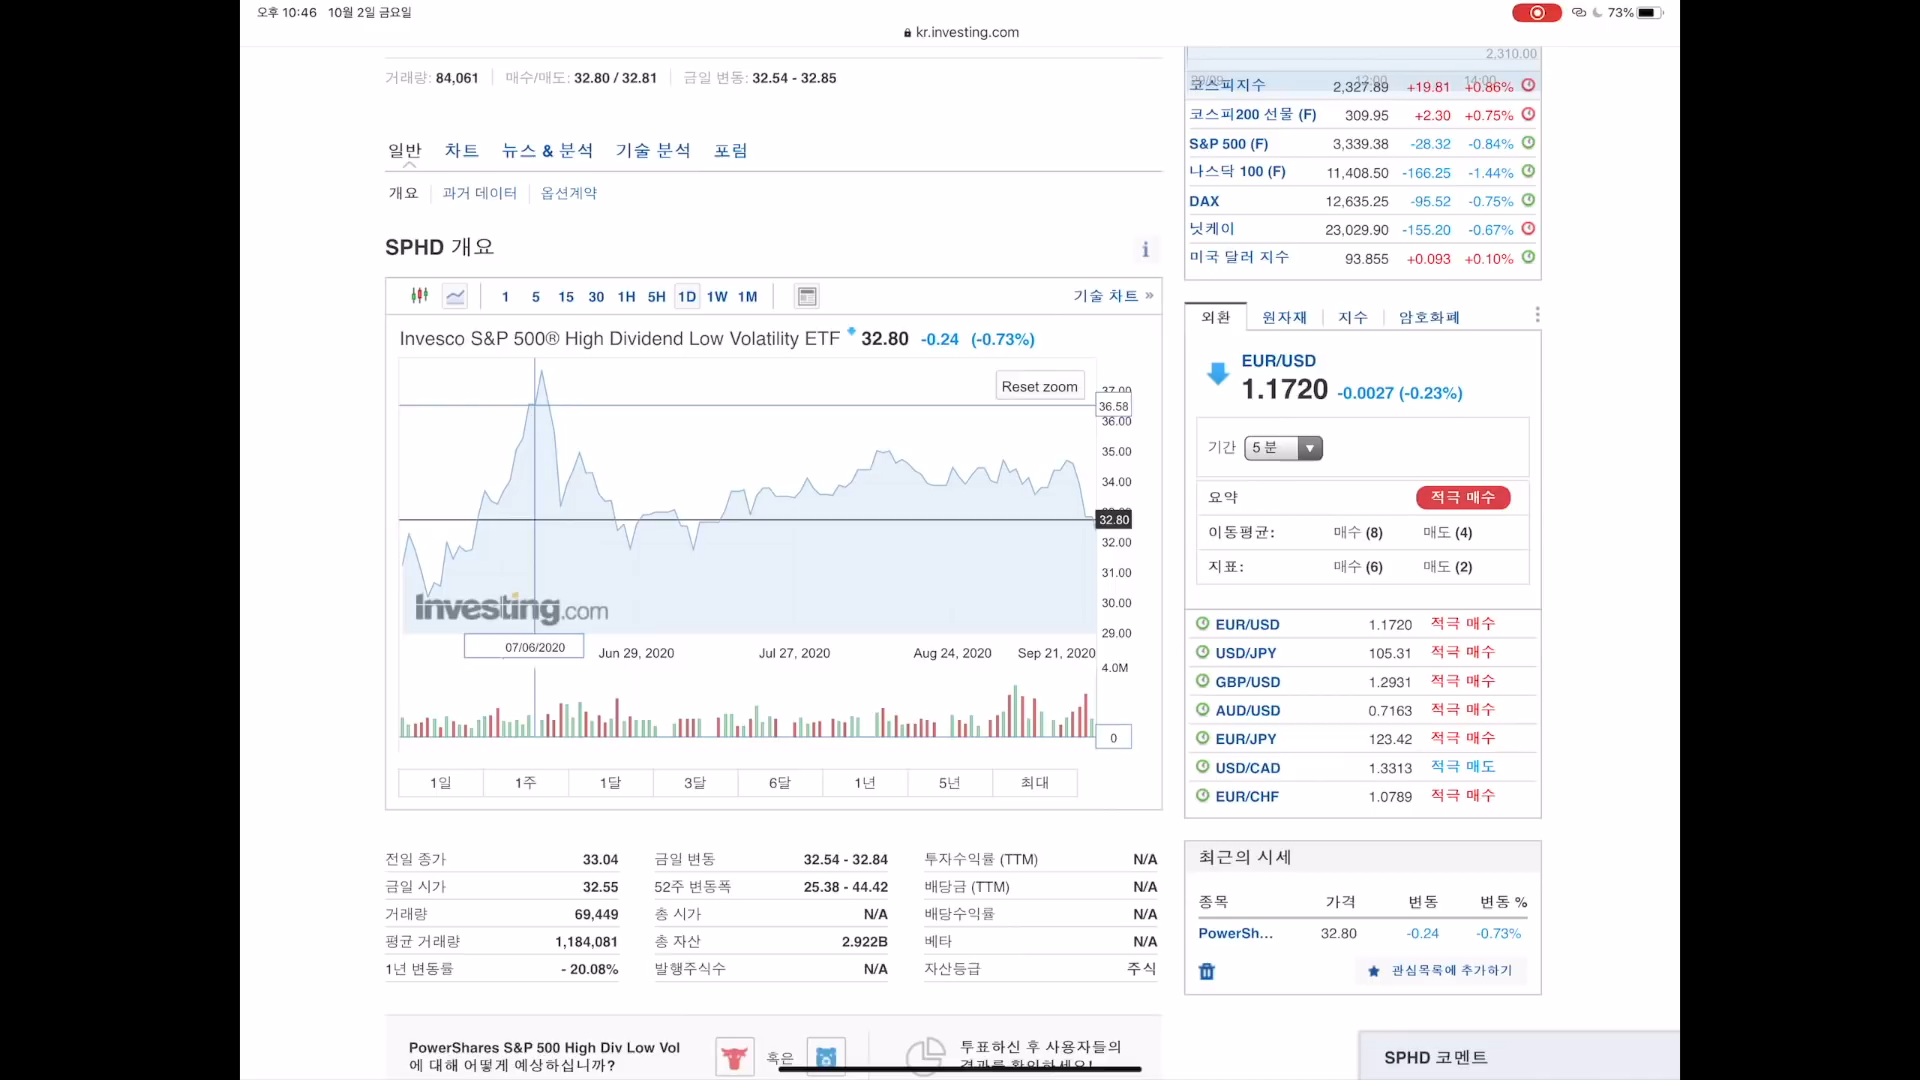 오후 10:46 10월 2일 금요일
73%
kr.investing.com
거래량: 84,061 매수/매도: 32.80 / 32.81 금일 변동: 32.54 - 32.85
일반 차트 뉴스 & 분석 기술 분석 포럼
개요 과거 데이터 옵션계약
SPHD 개요
i
1 5 15 30 1H 5H 1D 1W 1M
기술 차트 »
Invesco S&P 500® High Dividend Low Volatility ETF 32.80 -0.24 (-0.73%)
Reset zoom
37.00
36.58
36.00
35.00
34.00
32.80
32.00
31.00
30.00
29.00
Investing.com
07/06/2020 Jun 29, 2020 Jul 27, 2020 Aug 24, 2020 Sep 21, 2020
4.0M
0
1일 1주 1달 3달 6달 1년 5년 최대
전일 종가 33.04 금일 변동 32.54 - 32.84 투자수익률 (TTM) N/A
금일 시가 32.55 52주 변동폭 25.38 - 44.42 배당금 (TTM) N/A
거래량 69,449 총 시가 N/A 배당수익률 N/A
평균 거래량 1,184,081 총 자산 2.922B 베타 N/A
1년 변동률 - 20.08% 발행주식수 N/A 자산등급 주식
PowerShares S&P 500 High Div Low Vol
에 대해 어떻게 예상하십니까?
혹은
투표하신 후 사용자들의
결과를 확인하세요!
2,310.00
12:00 14:00
코스피지수 2,327.89 +19.81 +0.86%
코스피200 선물 (F) 309.95 +2.30 +0.75%
S&P 500 (F) 3,339.38 -28.32 -0.84%
나스닥 100 (F) 11,408.50 -166.25 -1.44%
DAX 12,635.25 -95.52 -0.75%
닛케이 23,029.90 -155.20 -0.67%
미국 달러 지수 93.855 +0.093 +0.10%
외환 원자재 지수 암호화폐
EUR/USD
1.1720 -0.0027 (-0.23%)
기간 5 분
요약 적극 매수
이동평균: 매수 (8) 매도 (4)
지표: 매수 (6) 매도 (2)
EUR/USD 1.1720 적극 매수
USD/JPY 105.31 적극 매수
GBP/USD 1.2931 적극 매수
AUD/USD 0.7163 적극 매수
EUR/JPY 123.42 적극 매수
USD/CAD 1.3313 적극 매도
EUR/CHF 1.0789 적극 매수
최근의 시세
종목 가격 변동 변동 %
PowerSh... 32.80 -0.24 -0.73%
관심목록에 추가하기
SPHD 코멘트